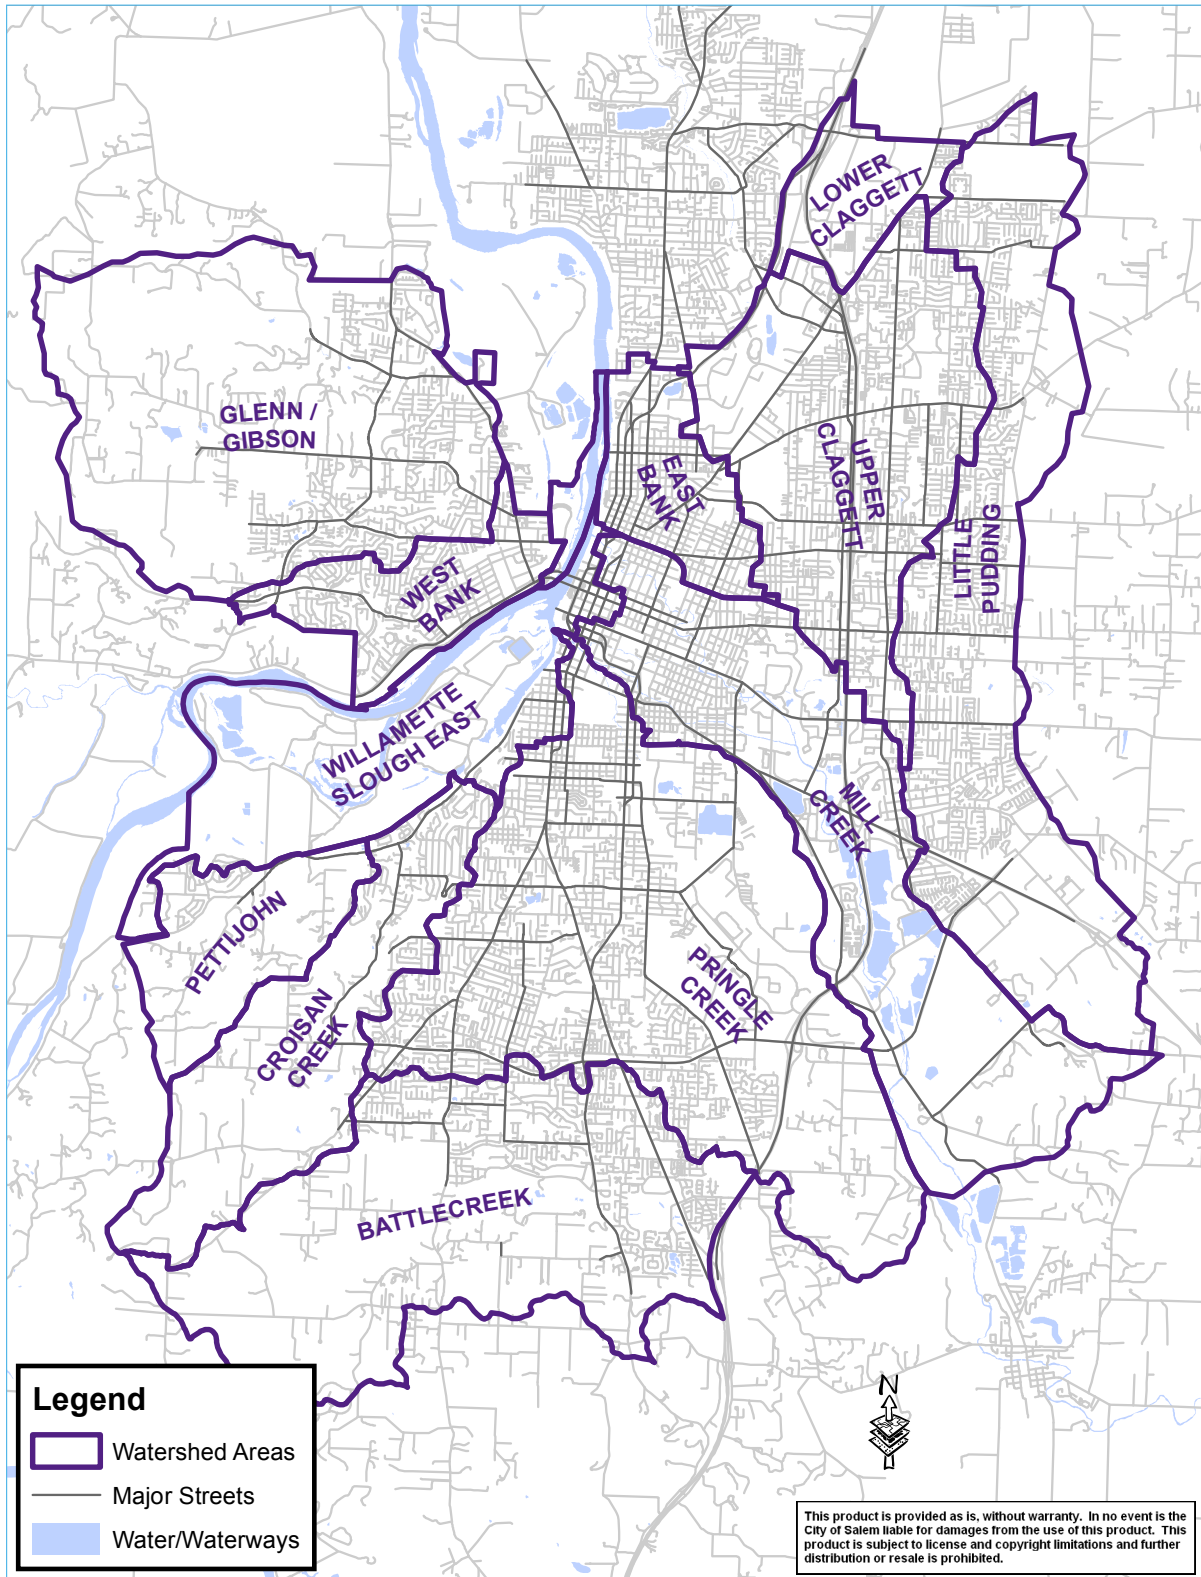 LOWER
CLAGGETT
GLENN /
GIBSON
UPPER
CLAGGETT
EAST
BANK
LITTLE
PUDDING
WEST
BANK
WILLAMETTE
SLOUGH EAST
MILL
CREEK
PETTIJOHN
PRINGLE
CREEK
CROISAN
CREEK
BATTLECREEK
N
Legend
Watershed Areas
Major Streets
Water/Waterways
This product is provided as is, without warranty. In no event is the
City of Salem liable for damages from the use of this product. This
product is subject to license and copyright limitations and further
distribution or resale is prohibited.